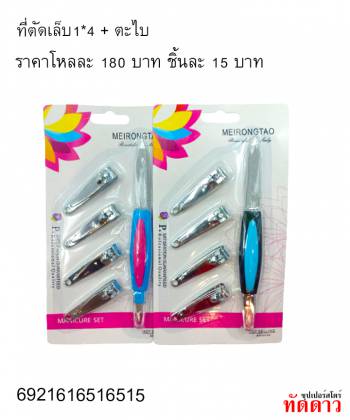 ที่ตัดเล็บ1*4 + ตะไบ
ราคาโหลละ 180 บาท ชิ้นละ 15 บาท
MEIRONGTAO
MEIRONGTAO
MANICURE SET
MANICURE SET
6921616516515
ซุปเปอร์สโตร์
ทัดดาว